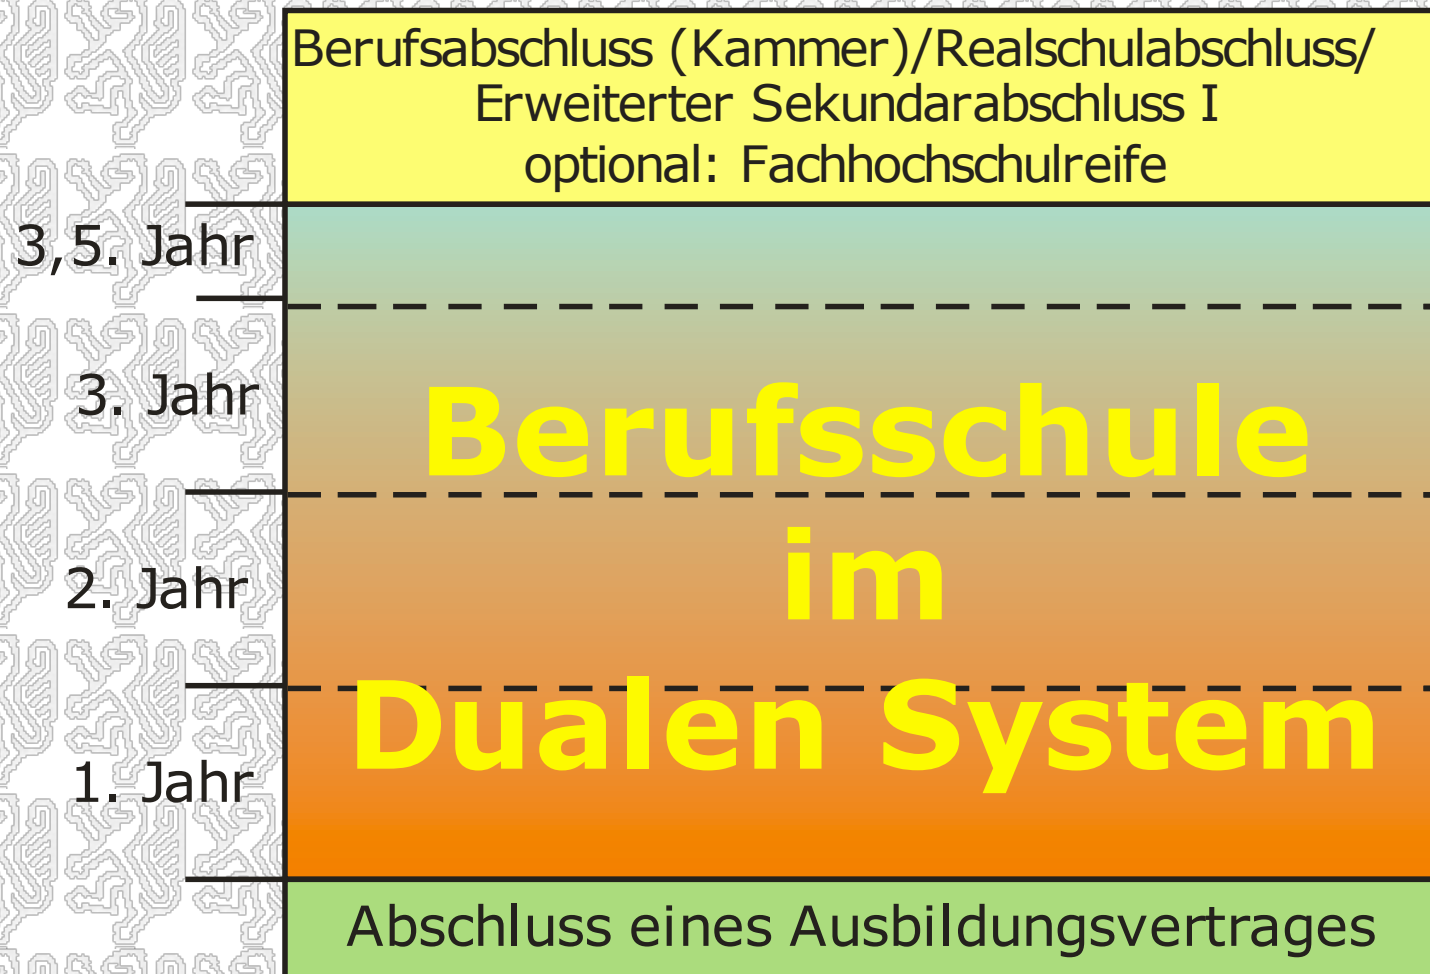 Berufsabschluss (Kammer)/Realschulabschluss/
Erweiterter Sekundarabschluss I
optional: Fachhochschulreife
3,5. Jahr
3. Jahr
Berufsschule
im
2. Jahr
Dualen System
1. Jahr
Abschluss eines Ausbildungsvertrages